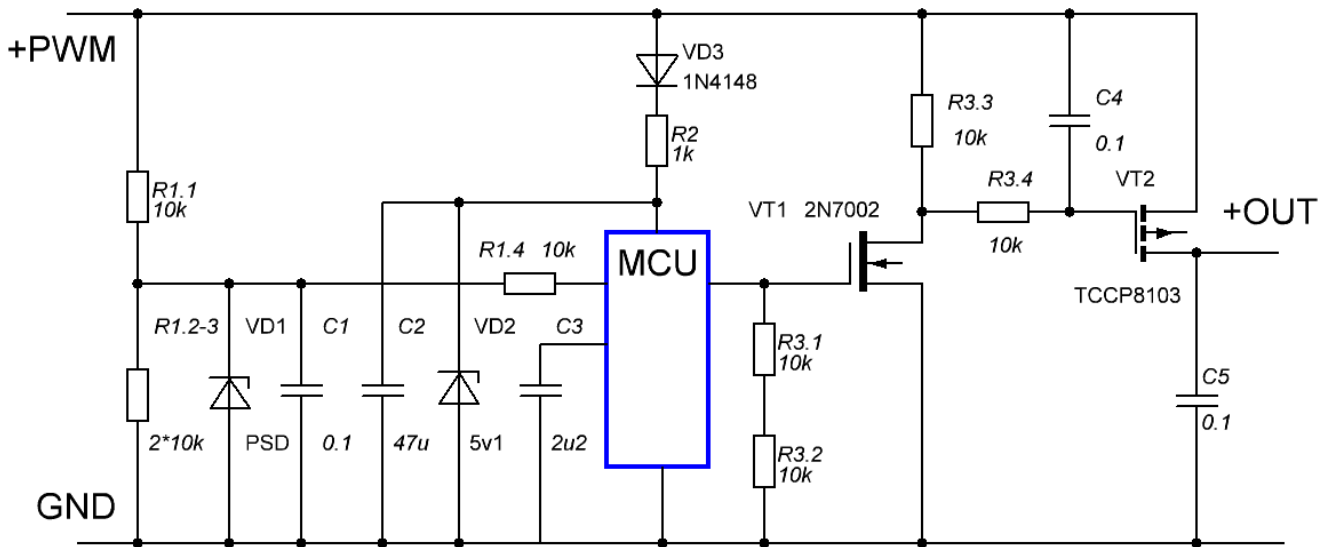 +PWM
VD3
1N4148
R2
1k
R3.3
10k
C4
0.1
R1.1
10k
R3.4
10k
VT2
+OUT
VT1 2N7002
R1.4 10k
MCU
TCCP8103
R1.2-3
VD1
C1
C2
VD2
C3
R3.1
10k
C5
0.1
2*10k
PSD
0.1
47u
5v1
2u2
R3.2
10k
GND